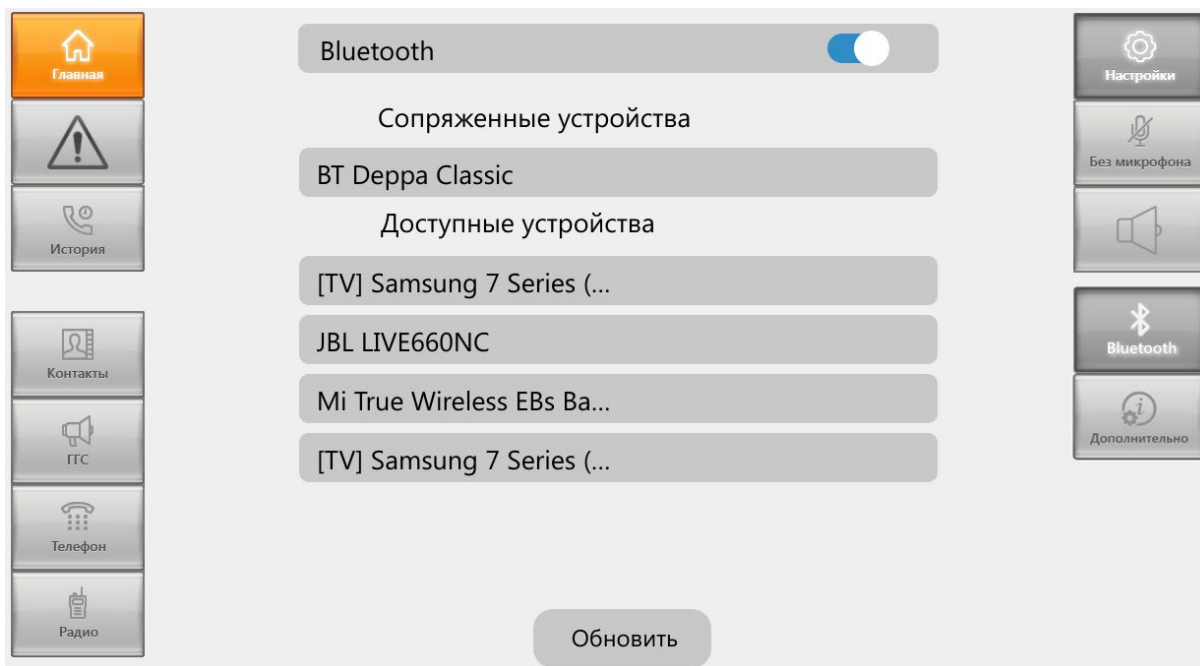 Главная
История
Контакты
ГГС
Телефон
Радио
Bluetooth
Сопряженные устройства
BT Deppa Classic
Доступные устройства
[TV] Samsung 7 Series (...
JBL LIVE660NC
Mi True Wireless EBs Ba...
[TV] Samsung 7 Series (...
Обновить
Настройки
Без микрофона
Bluetooth
Дополнительно